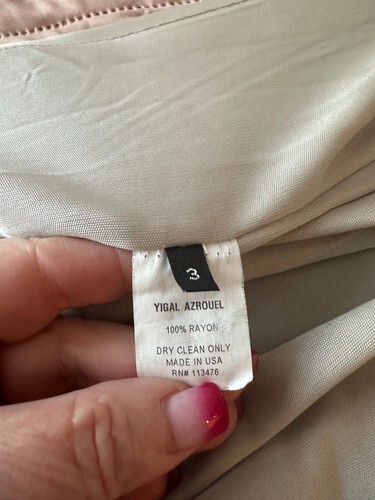 3
YIGAL AZROUEL
100% RAYON
DRY CLEAN ONLY
MADE IN USA
RN# 113476